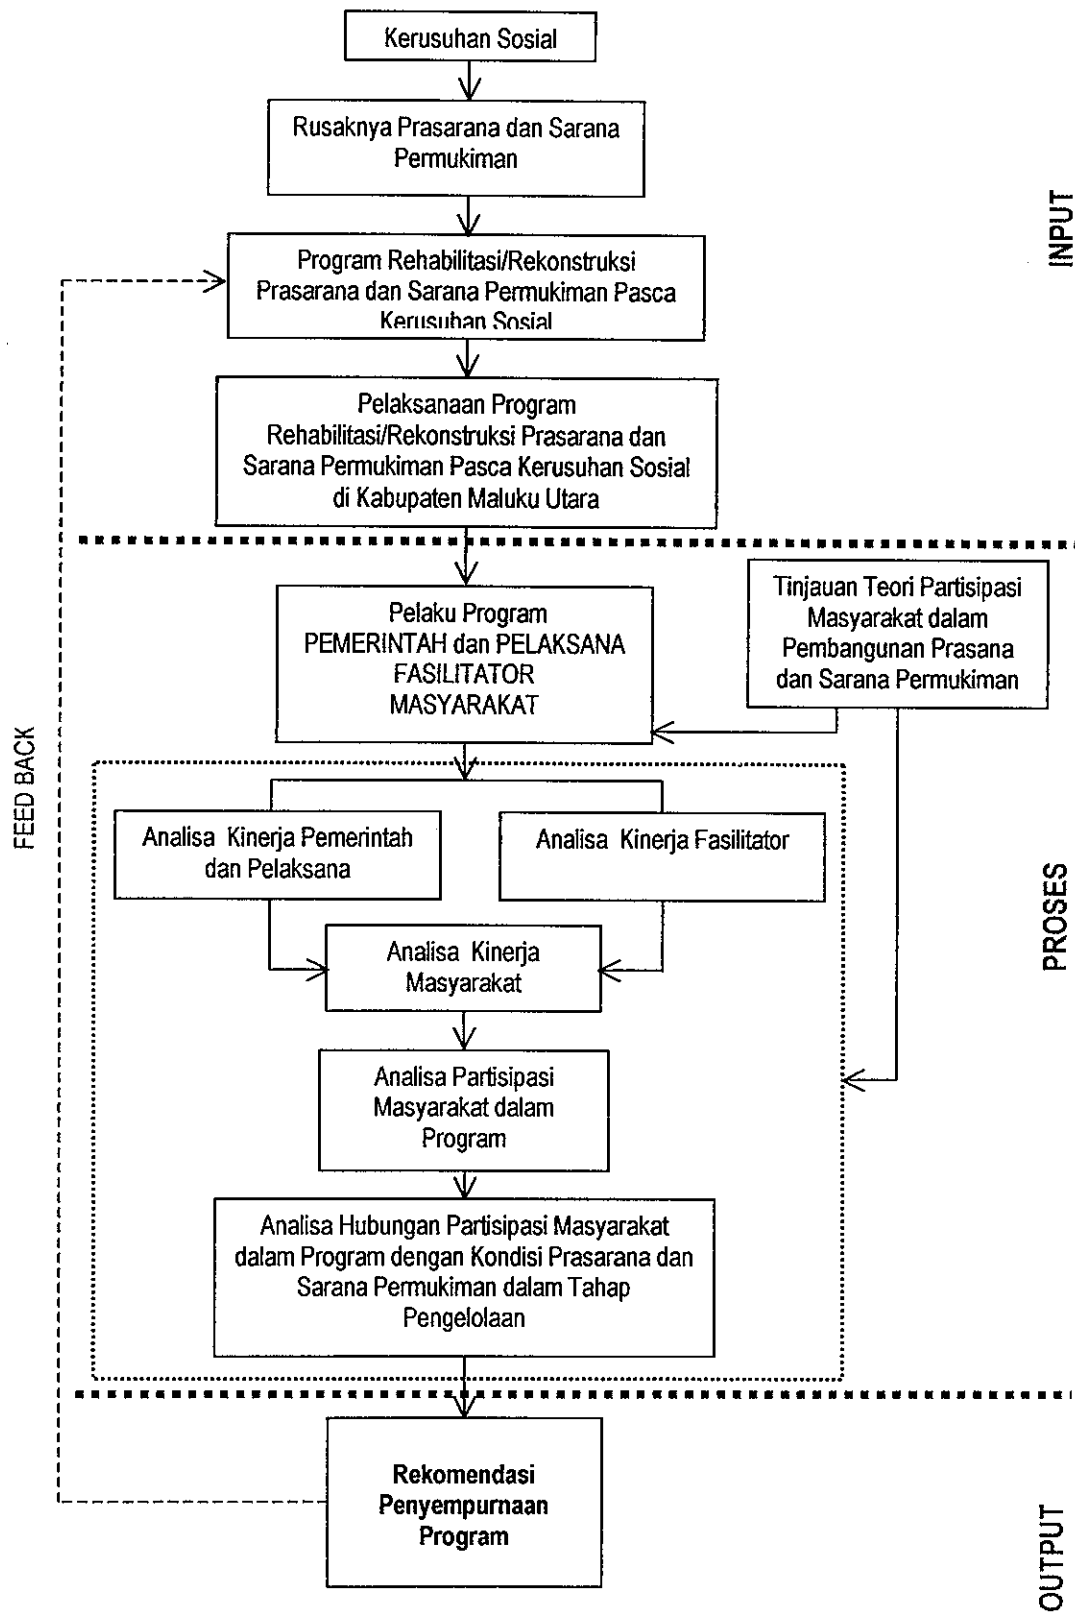 Kerusuhan Sosial
Rusaknya Prasarana dan Sarana
Permukiman
INPUT
Program Rehabilitasi/Rekonstruksi
Prasarana dan Sarana Permukiman Pasca
Kerusuhan Sosial
Pelaksanaan Program
Rehabilitasi/Rekonstruksi Prasarana dan
Sarana Permukiman Pasca Kerusuhan Sosial
di Kabupaten Maluku Utara
Pelaku Program
PEMERINTAH dan PELAKSANA
FASILITATOR
MASYARAKAT
Tinjauan Teori Partisipasi
Masyarakat dalam
Pembangunan Prasana
dan Sarana Permukiman
FEED BACK
Analisa Kinerja Pemerintah
dan Pelaksana
Analisa Kinerja Fasilitator
PROSES
Analisa Kinerja
Masyarakat
Analisa Partisipasi
Masyarakat dalam
Program
Analisa Hubungan Partisipasi Masyarakat
dalam Program dengan Kondisi Prasarana dan
Sarana Permukiman dalam Tahap
Pengelolaan
Rekomendasi
Penyempurnaan
Program
OUTPUT